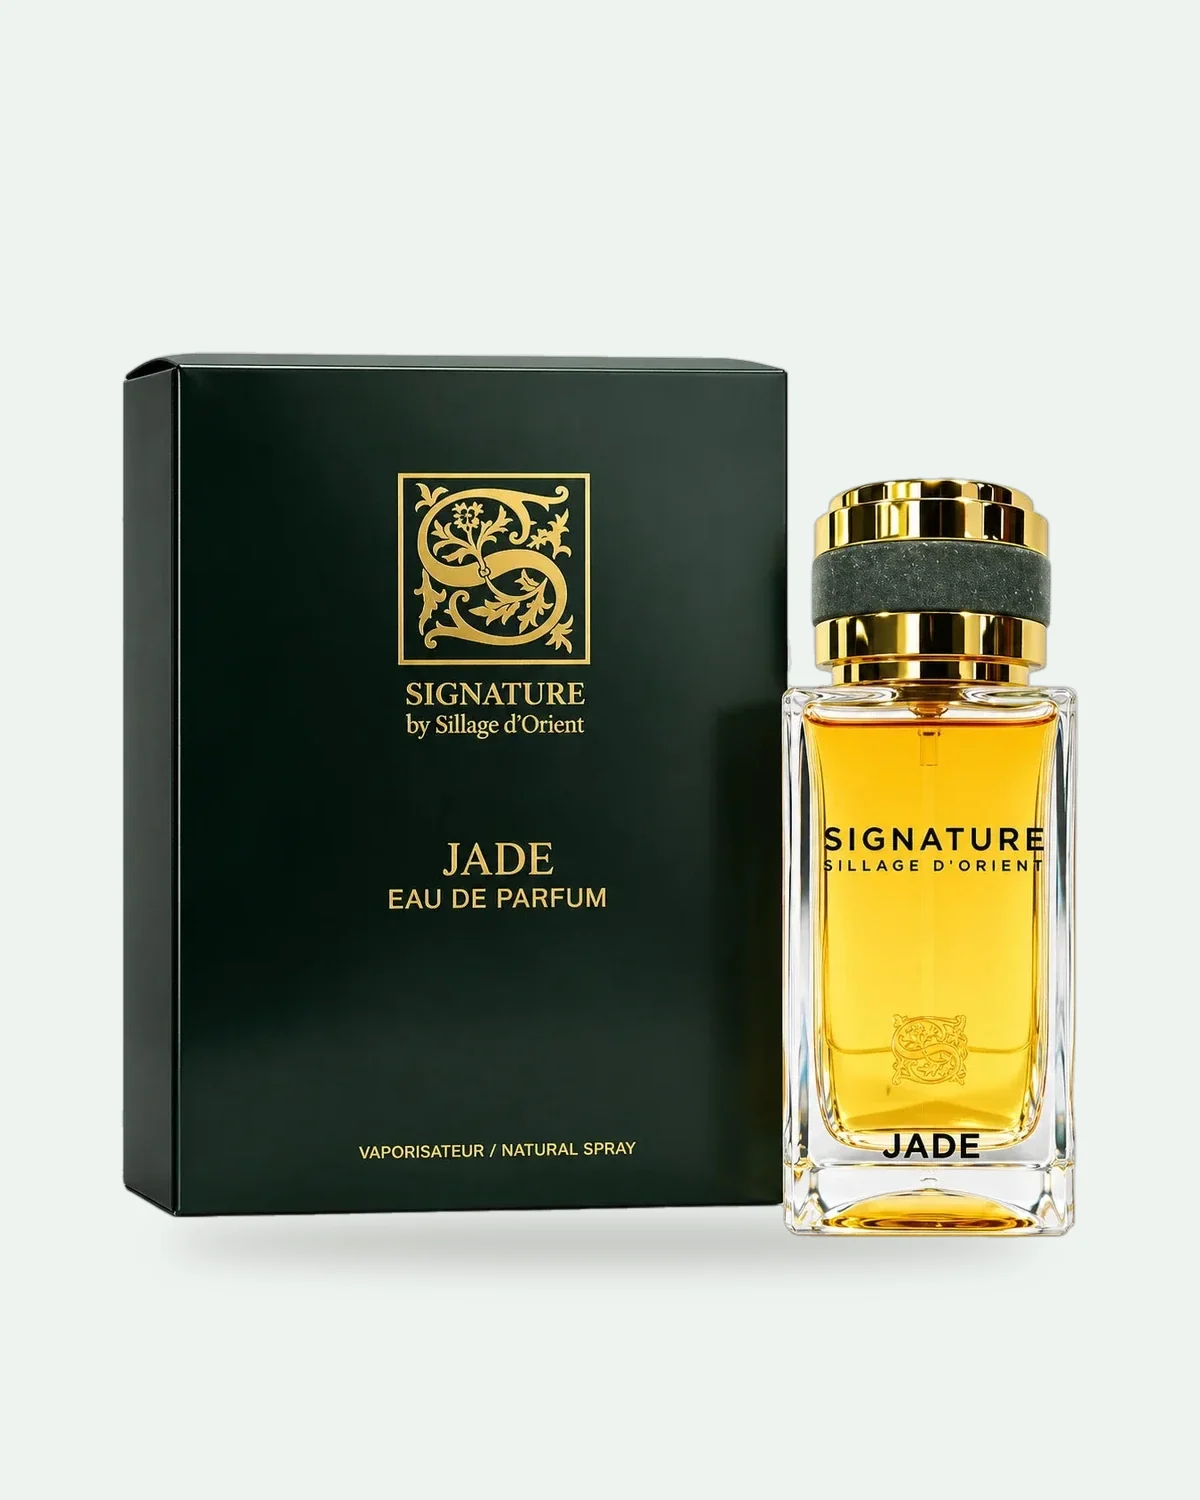 SIGNATURE
by Sillage d'Orient
JADE
EAU DE PARFUM
VAPORISATEUR / NATURAL SPRAY
SIGNATURE
SILLAGE D'ORIENT
JADE